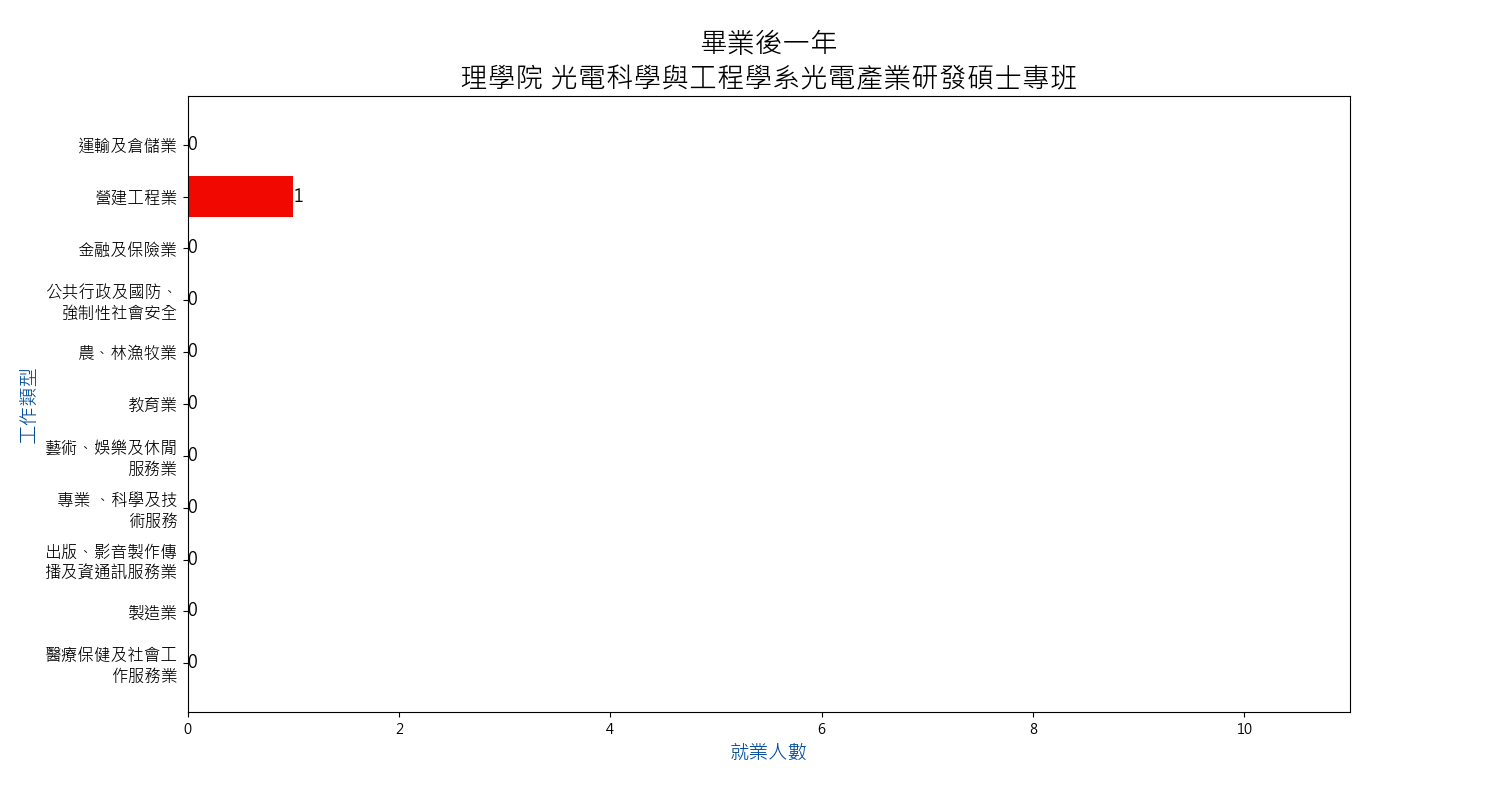 畢業後一年
理學院 光電科學與工程學系光電產業研發碩士專班
運輸及倉儲業
0
營建工程業
1
金融及保險業
0
公共行政及國防、
強制性社會安全
0
農、林漁牧業
0
教育業
0
藝術、娛樂及休閒
服務業
0
專業 、科學及技
術服務
0
出版、影音製作傳
播及資通訊服務業
0
製造業
0
醫療保健及社會工
作服務業
0
工作類型
0 2 4 6 8 10
就業人數